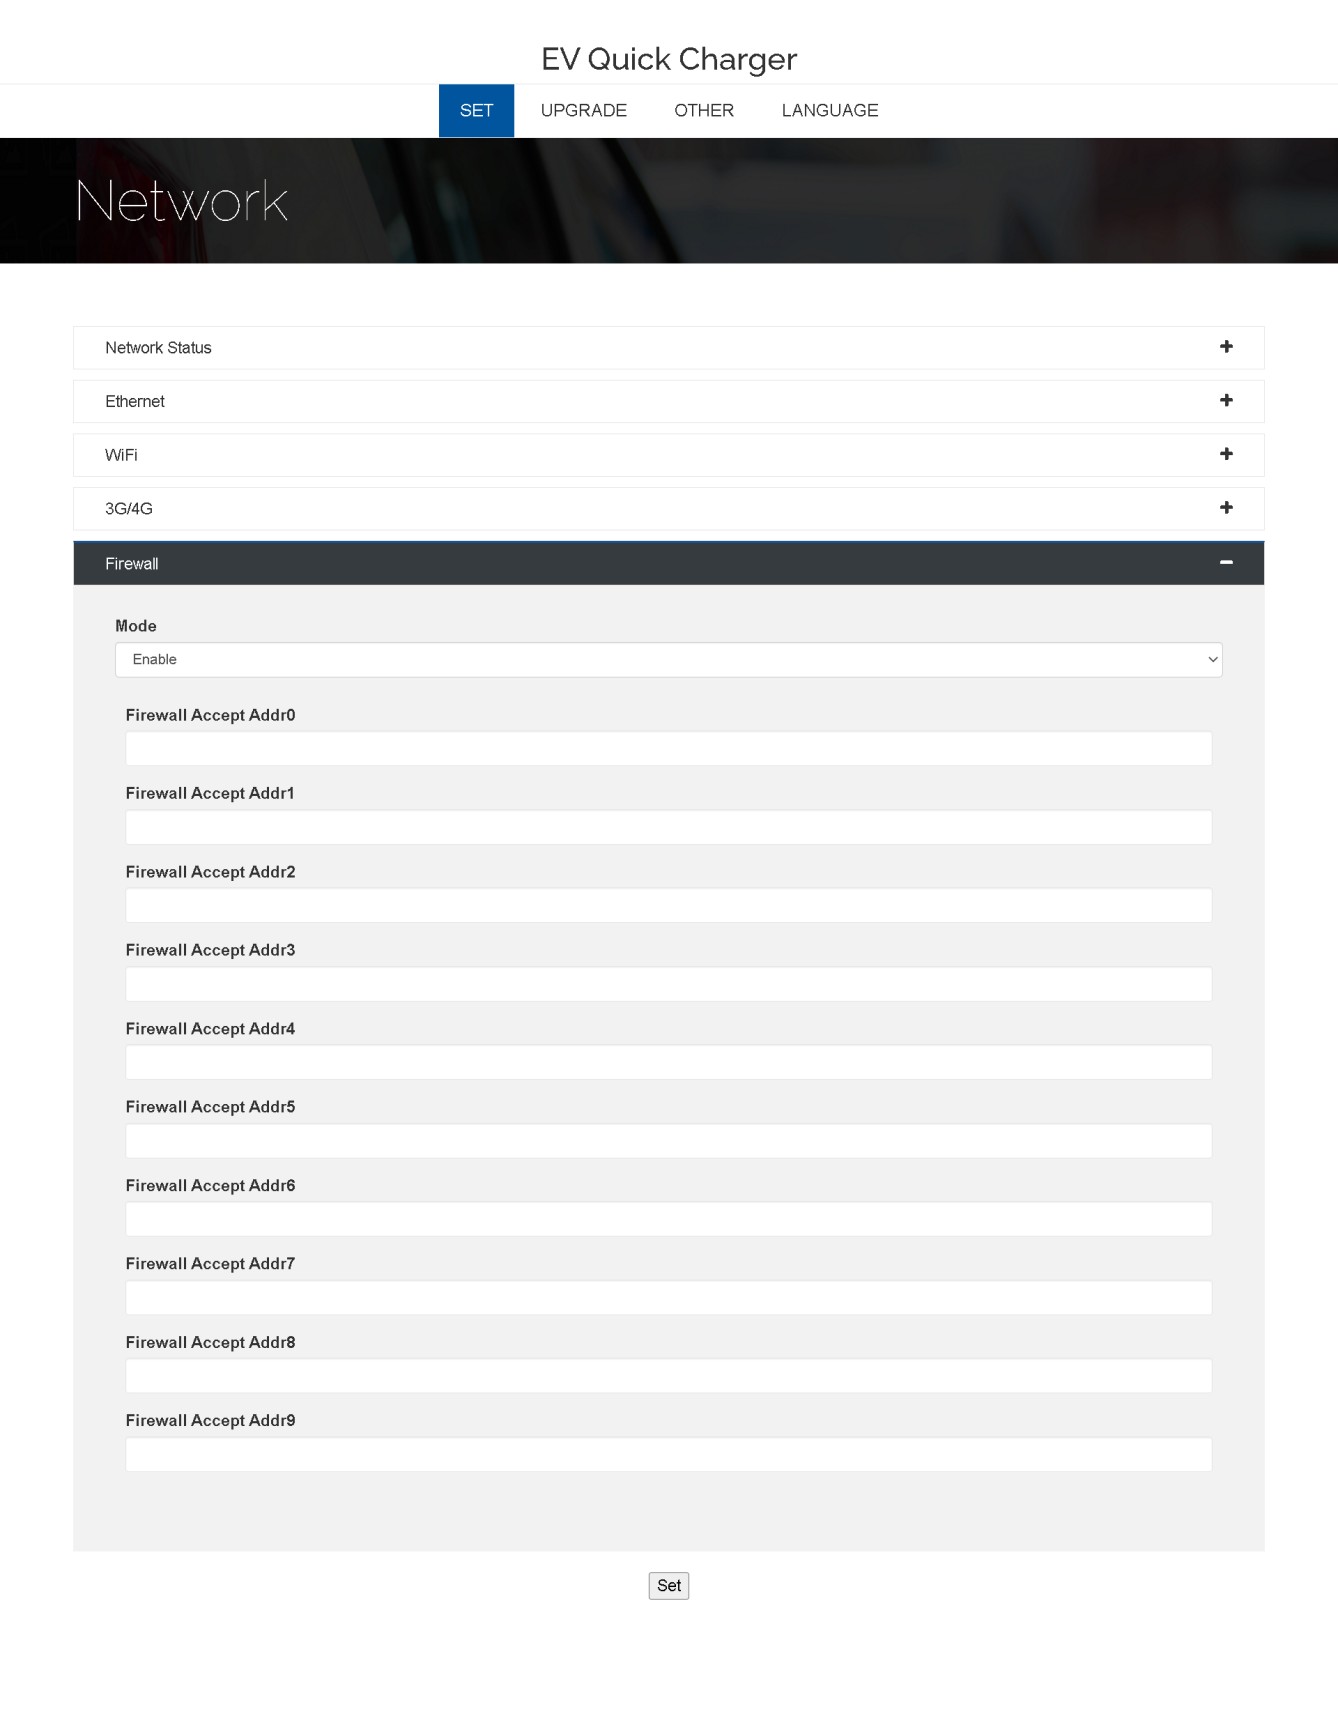 EV Quick Charger
SET UPGRADE OTHER LANGUAGE
Network
Network Status
Ethernet
WiFi
3G/4G
Firewall
Mode
Enable
Firewall Accept Addr0
Firewall Accept Addr1
Firewall Accept Addr2
Firewall Accept Addr3
Firewall Accept Addr4
Firewall Accept Addr5
Firewall Accept Addr6
Firewall Accept Addr7
Firewall Accept Addr8
Firewall Accept Addr9
Set